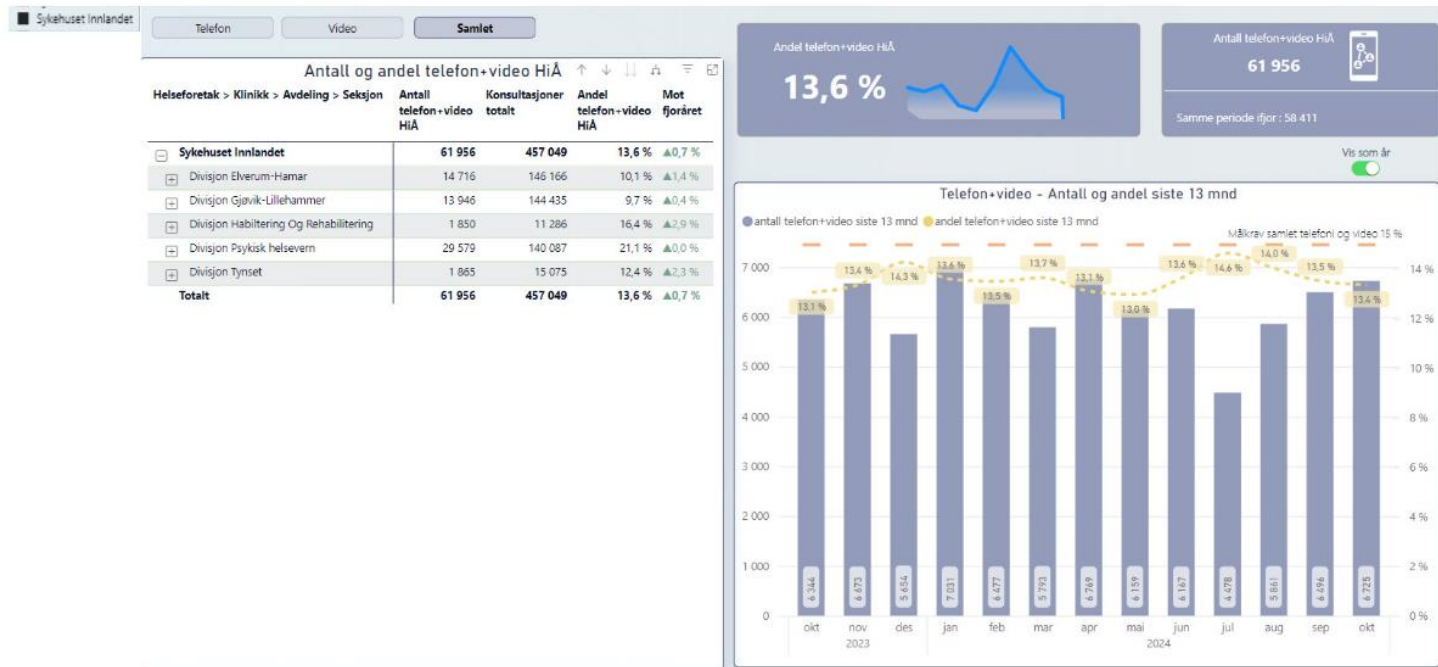 Sykehuset Innlandet
Telefon
Video
Samlet
Antall og andel telefon+video HiÅ
Helseforetak > Klinikk > Avdeling > Seksjon
Antall telefon+video HiÅ
Konsultasjoner totalt
Andel telefon+video HiÅ
Mot fjoråret
Sykehuset Innlandet 61 956 457 049 13,6 % ▲0,7 %
Divisjon Elverum-Hamar 14 716 146 166 10,1 % ▲1,4 %
Divisjon Gjøvik-Lillehammer 13 946 144 435 9,7 % ▲0,4 %
Divisjon Habiltering Og Rehabilitering 1 850 11 286 16,4 % ▲2,9 %
Divisjon Psykisk helsevern 29 579 140 087 21,1 % ▲0,0 %
Divisjon Tynset 1 865 15 075 12,4 % ▲2,3 %
Totalt 61 956 457 049 13,6 % ▲0,7 %
Andel telefon+video HiÅ
13,6 %
Antall telefon+video HiÅ
61 956
Samme periode ifjor : 58 411
Vis som år
Telefon+video - Antall og andel siste 13 mnd
antall telefon+video siste 13 mnd andel telefon+video siste 13 mnd
Målkrav samlet telefoni og video 15 %
7 000
6 000
5 000
4 000
3 000
2 000
1 000
0
13,1 % 13,4 % 14,3 % 13,6 % 13,5 % 13,7 % 13,1 % 13,0 % 13,6 % 14,6 % 14,0 % 13,5 % 13,4 %
14 %
12 %
10 %
8 %
6 %
4 %
2 %
0 %
6 344 6 673 5 654 7 031 6 477 5 793 6 769 6 159 6 167 4 478 5 861 6 496 6 725
okt nov des jan feb mar apr mai jun jul aug sep okt
2023 2024